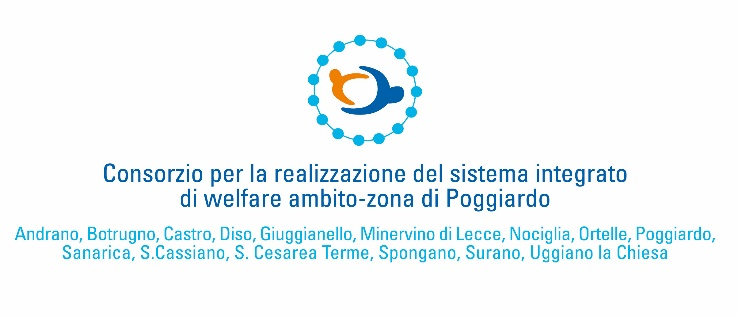 Consorzio per la realizzazione del sistema integrato
di welfare ambito-zona di Poggiardo
Andrano, Botrugno, Castro, Diso, Giuggianello, Minervino di Lecce, Nociglia, Ortelle, Poggiardo,
Sanarica, S.Cassiano, S. Cesarea Terme, Spongano, Surano, Uggiano la Chiesa